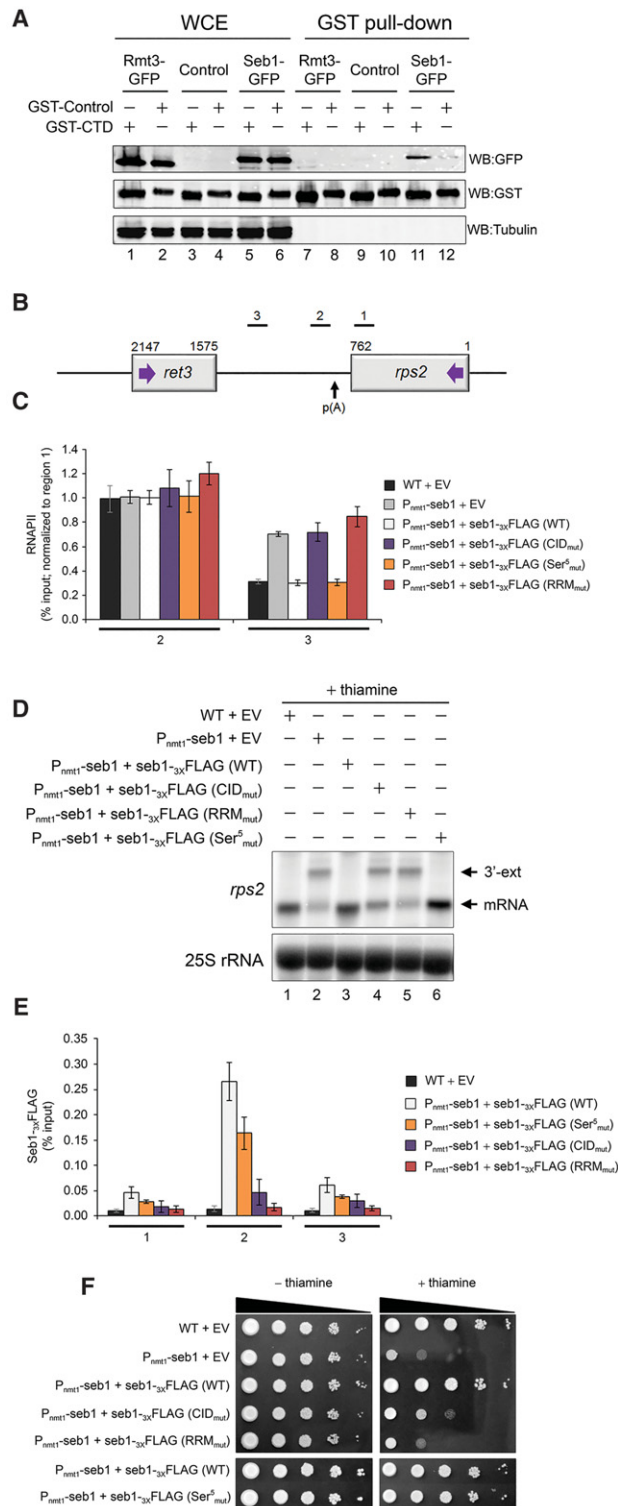 A
WCE GST pull-down
Rmt3-GFP Control Seb1-GFP Rmt3-GFP Control Seb1-GFP
GST-Control − + − + − + − + − + − +
GST-CTD + − + − + − + − + − + −
WB:GFP
WB:GST
WB:Tubulin
1 2 3 4 5 6 7 8 9 10 11 12
B
3 2 1
2147 1575 762 1
ret3 rps2
p(A)
C
RNAPII
(% input; normalized to region 1)
1.4
1.2
1.0
0.8
0.6
0.4
0.2
0.0
2 3
WT + EV
Pnmt1-seb1 + EV
Pnmt1-seb1 + seb1-3XFLAG (WT)
Pnmt1-seb1 + seb1-3XFLAG (CIDmut)
Pnmt1-seb1 + seb1-3XFLAG (Ser5mut)
Pnmt1-seb1 + seb1-3XFLAG (RRMmut)
D
+ thiamine
WT + EV + − − − − −
Pnmt1-seb1 + EV − + − − − −
Pnmt1-seb1 + seb1-3XFLAG (WT) − − + − − −
Pnmt1-seb1 + seb1-3XFLAG (CIDmut) − − − + − −
Pnmt1-seb1 + seb1-3XFLAG (RRMmut) − − − − + −
Pnmt1-seb1 + seb1-3XFLAG (Ser5mut) − − − − − +
rps2
3'-ext
mRNA
25S rRNA
1 2 3 4 5 6
E
Seb1-3XFLAG
(% input)
0.35
0.30
0.25
0.20
0.15
0.10
0.05
0.00
1 2 3
WT + EV
Pnmt1-seb1 + seb1-3XFLAG (WT)
Pnmt1-seb1 + seb1-3XFLAG (Ser5mut)
Pnmt1-seb1 + seb1-3XFLAG (CIDmut)
Pnmt1-seb1 + seb1-3XFLAG (RRMmut)
F
− thiamine + thiamine
WT + EV
Pnmt1-seb1 + EV
Pnmt1-seb1 + seb1-3XFLAG (WT)
Pnmt1-seb1 + seb1-3XFLAG (CIDmut)
Pnmt1-seb1 + seb1-3XFLAG (RRMmut)
Pnmt1-seb1 + seb1-3XFLAG (WT)
Pnmt1-seb1 + seb1-3XFLAG (Ser5mut)